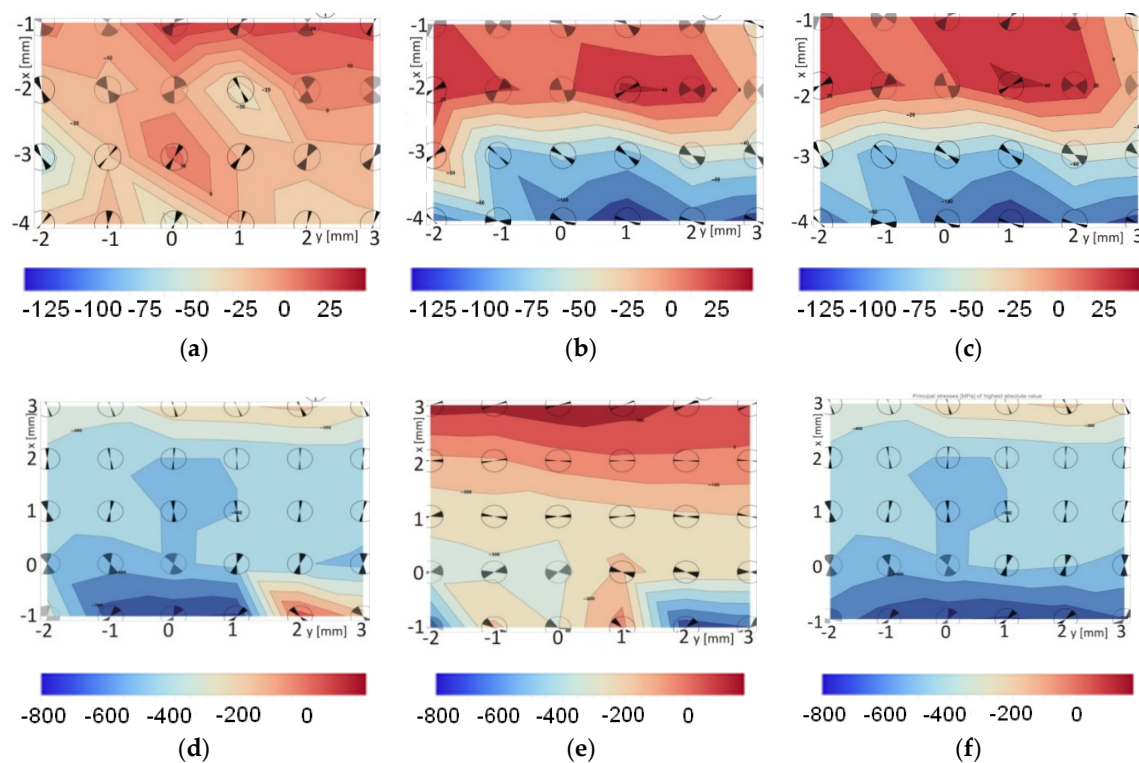 -1
-2
-3
-4
x [mm]
-2 -1 0 1 2 y [mm] 3
-125 -100 -75 -50 -25 0 25
(a)
-1
-2
-3
-4
x [mm]
-2 -1 0 1 2 y [mm] 3
-125 -100 -75 -50 -25 0 25
(b)
-1
-2
-3
-4
x [mm]
-2 -1 0 1 2 y [mm] 3
-125 -100 -75 -50 -25 0 25
(c)
3
2
1
0
-1
x [mm]
-2 -1 0 1 2 y [mm] 3
-800 -600 -400 -200 0
(d)
3
2
1
0
-1
x [mm]
-2 -1 0 1 2 y [mm] 3
-800 -600 -400 -200 0
(e)
Principal stresses [MPa] of highest absolute value
3
2
1
0
-1
x [mm]
-2 -1 0 1 2 y [mm] 3
-800 -600 -400 -200 0
(f)